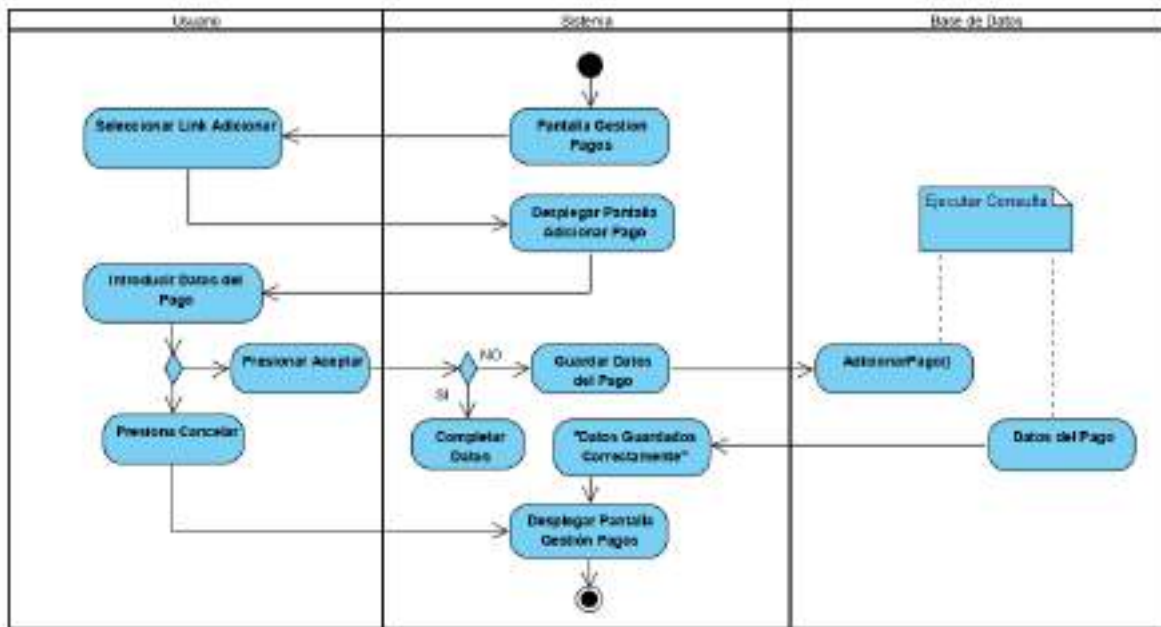 Usuario
Sistema
Base de Datos
Seleccionar Link Adicionar
Pantalla Gestion
Pagos
Desplegar Pantalla
Adicionar Pago
Ejecutar Consulta
Introducir Datos del
Pago
Presionar Aceptar
NO
Guardar Datos
del Pago
AdicionarPago()
SI
Presiona Cancelar
Completar
Datos
"Datos Guardados
Correctamente"
Datos del Pago
Desplegar Pantalla
Gestión Pagos